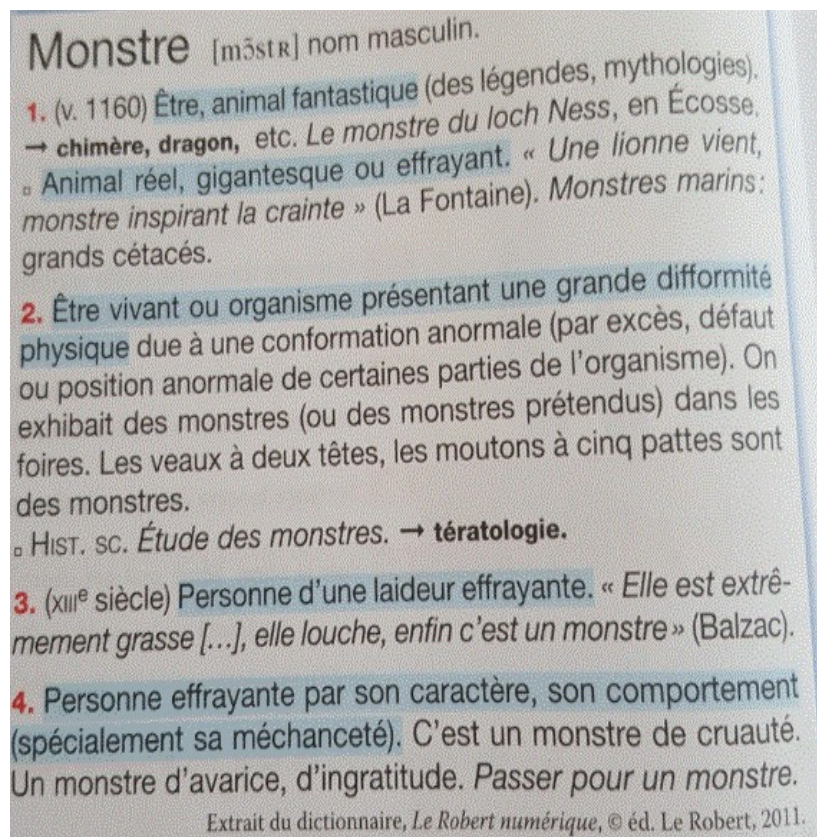 Monstre [mɔ̃stʀ] nom masculin.
1. (v. 1160) Être, animal fantastique (des légendes, mythologies).
→ chimère, dragon, etc. Le monstre du loch Ness, en Écosse.
▫ Animal réel, gigantesque ou effrayant. « Une lionne vient,
monstre inspirant la crainte » (La Fontaine). Monstres marins :
grands cétacés.
2. Être vivant ou organisme présentant une grande difformité
physique due à une conformation anormale (par excès, défaut
ou position anormale de certaines parties de l'organisme). On
exhibait des monstres (ou des monstres prétendus) dans les
foires. Les veaux à deux têtes, les moutons à cinq pattes sont
des monstres.
▫ HIST. SC. Étude des monstres. → tératologie.
3. (XIIIe siècle) Personne d'une laideur effrayante. « Elle est extrê-
mement grasse [...], elle louche, enfin c'est un monstre » (Balzac).
4. Personne effrayante par son caractère, son comportement
(spécialement sa méchanceté). C'est un monstre de cruauté.
Un monstre d'avarice, d'ingratitude. Passer pour un monstre.
Extrait du dictionnaire, Le Robert numérique, © éd. Le Robert, 2011.